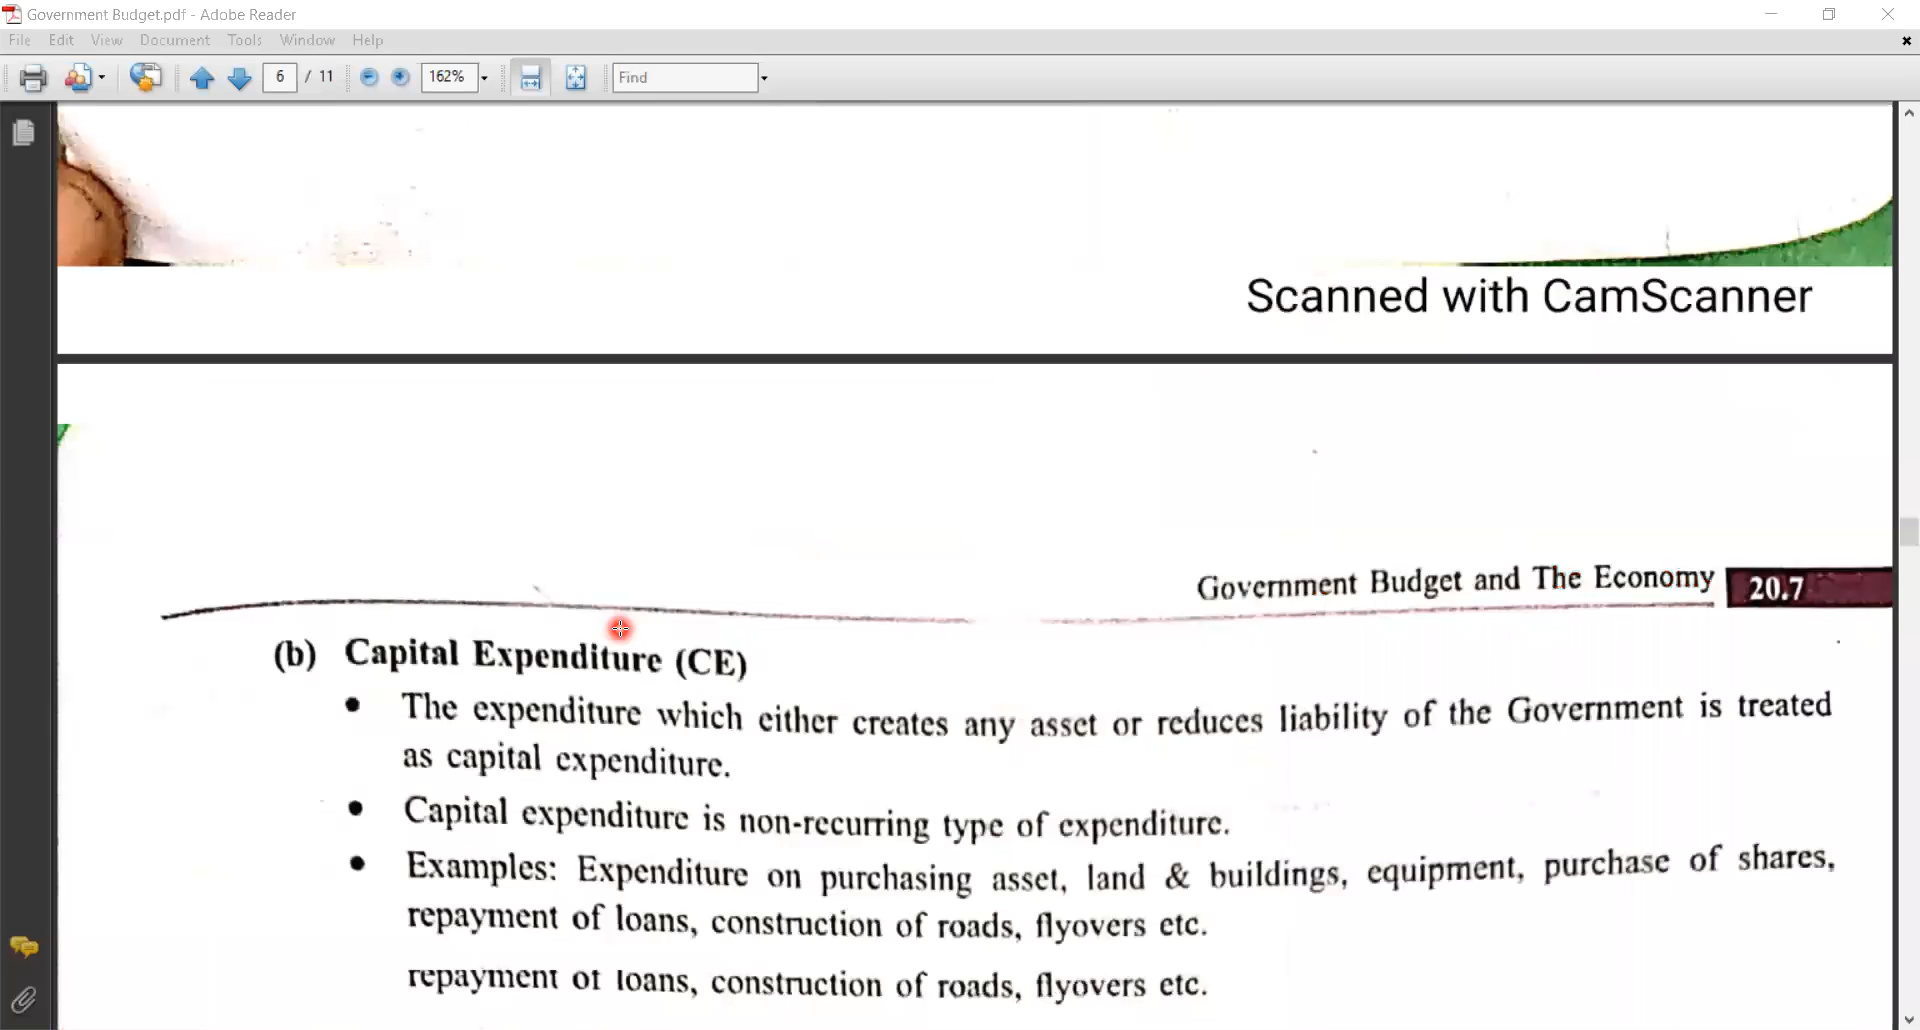 Government Budget.pdf - Adobe Reader
File Edit View Document Tools Window Help
6 / 11 162% Find
Scanned with CamScanner
Government Budget and The Economy 20.7
(b) Capital Expenditure (CE)
• The expenditure which either creates any asset or reduces liability of the Government is treated
as capital expenditure.
• Capital expenditure is non-recurring type of expenditure.
• Examples: Expenditure on purchasing asset, land & buildings, equipment, purchase of shares,
repayment of loans, construction of roads, flyovers etc.
repayment of loans, construction of roads, flyovers etc.